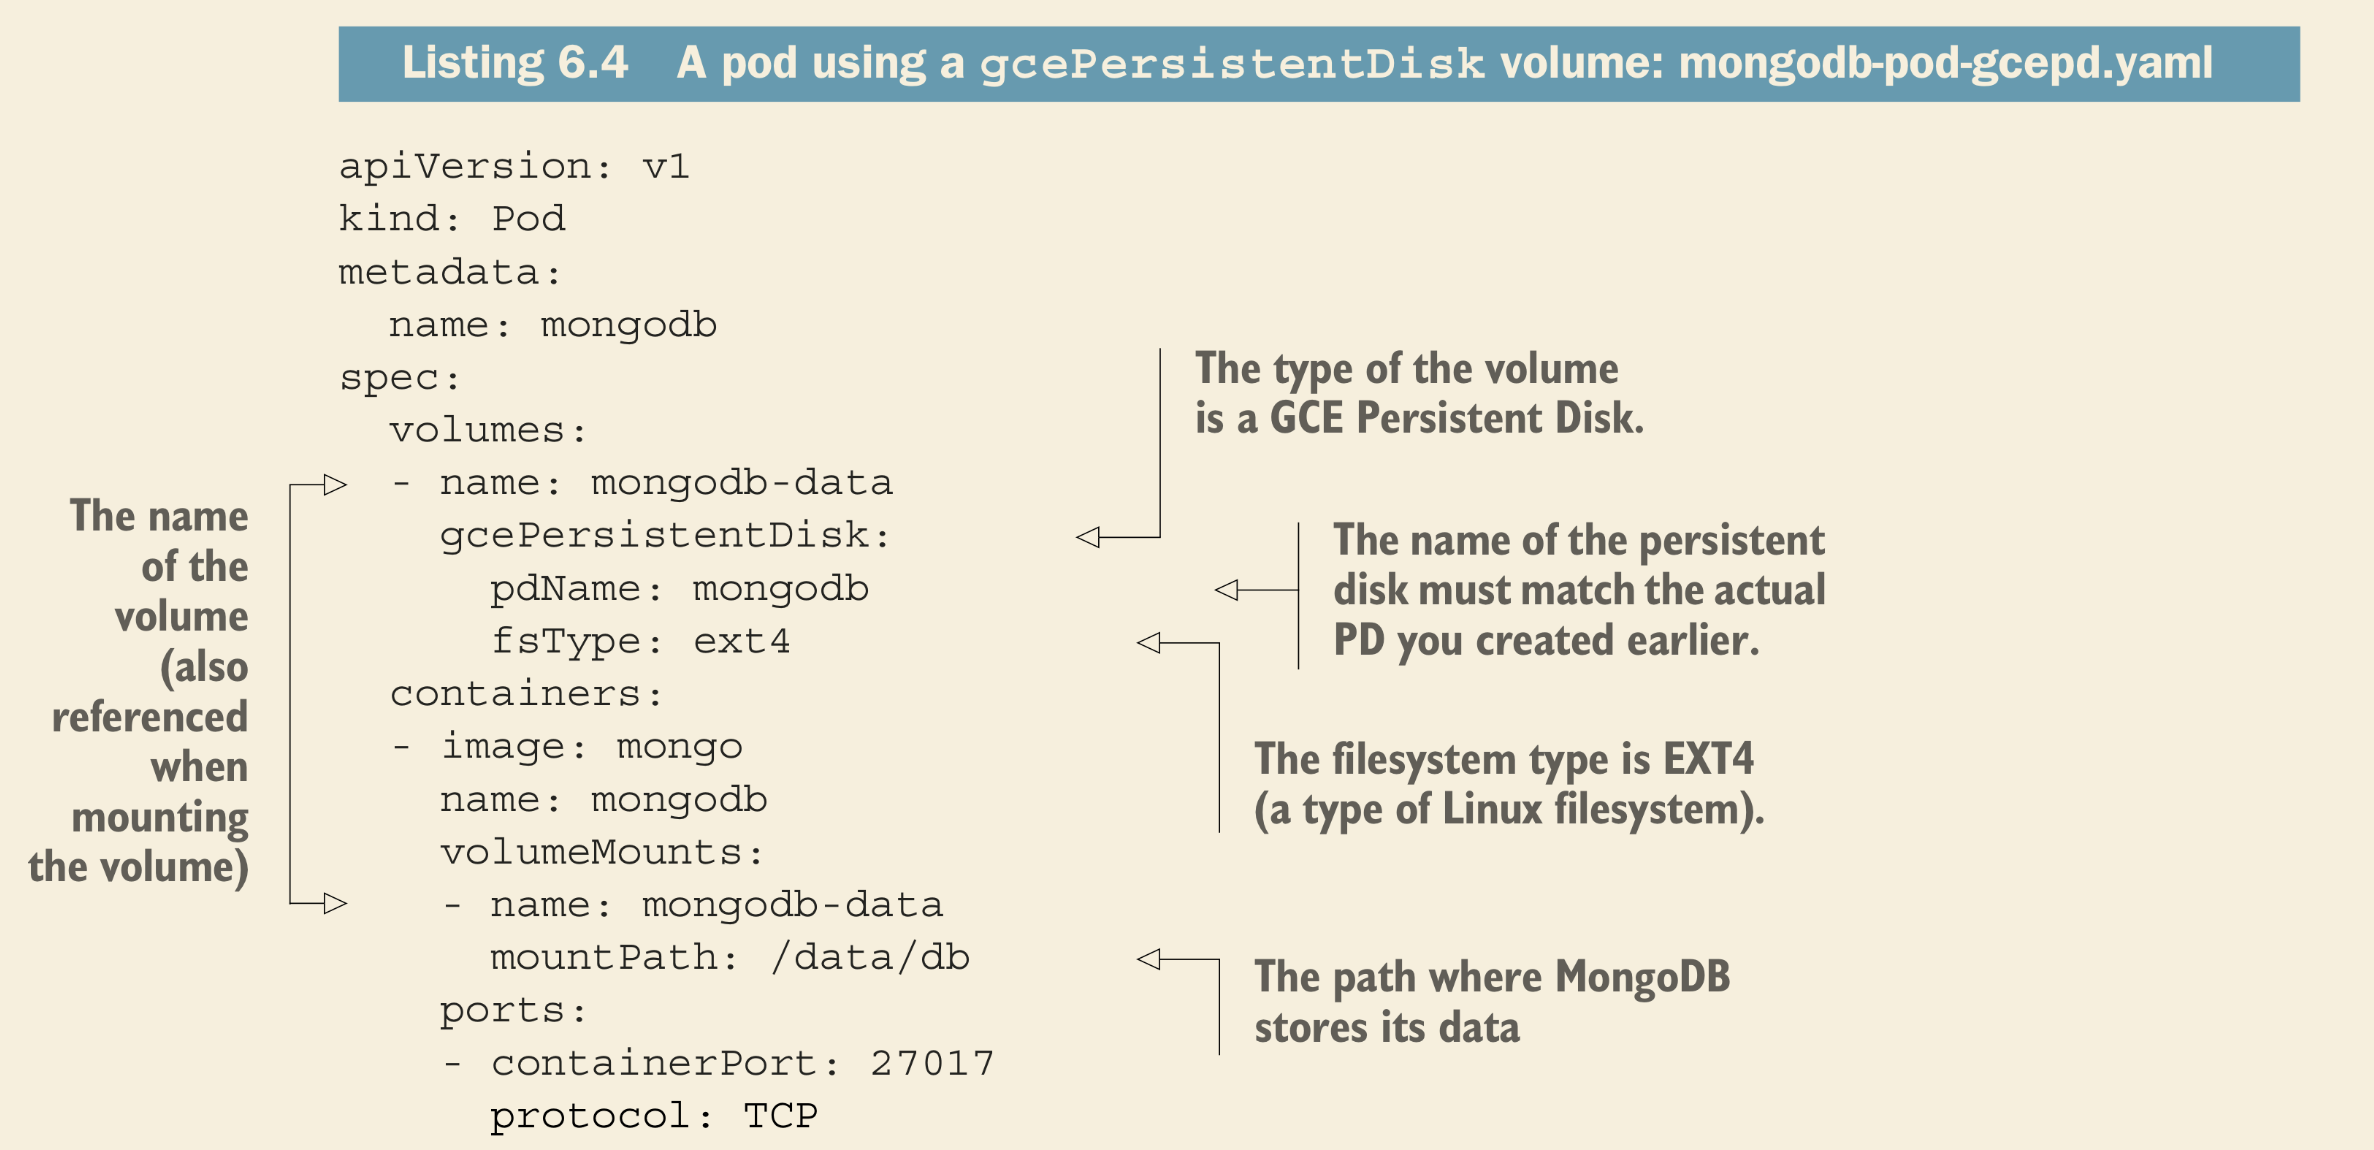 Listing 6.4 A pod using a gcePersistentDisk volume: mongodb-pod-gcepd.yaml
apiVersion: v1
kind: Pod
metadata:
  name: mongodb
spec:
  volumes:
  - name: mongodb-data
    gcePersistentDisk:
      pdName: mongodb
      fsType: ext4
  containers:
  - image: mongo
    name: mongodb
    volumeMounts:
    - name: mongodb-data
      mountPath: /data/db
    ports:
    - containerPort: 27017
      protocol: TCP
The name
of the
volume
(also
referenced
when
mounting
the volume)
The type of the volume
is a GCE Persistent Disk.
The name of the persistent
disk must match the actual
PD you created earlier.
The filesystem type is EXT4
(a type of Linux filesystem).
The path where MongoDB
stores its data